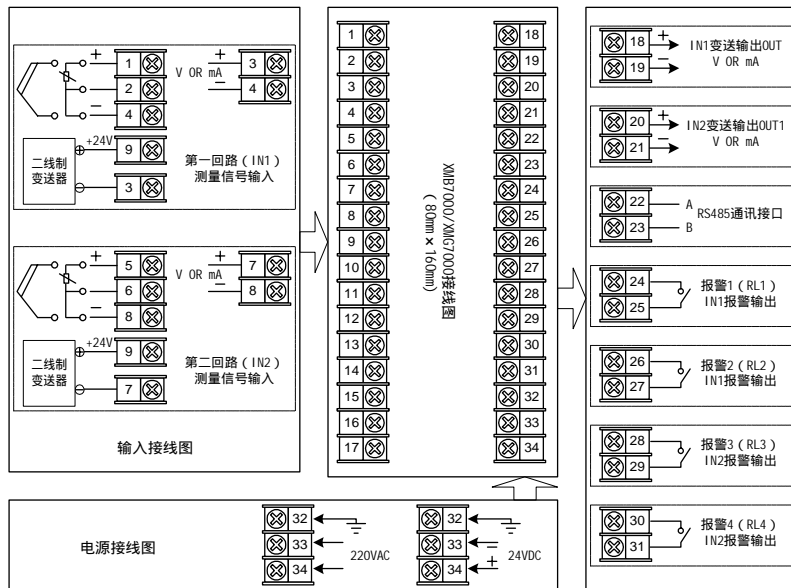 +
1
2
−
4
+
V OR mA
−
3
4
二线制
变送器
+24V
9
3
第一回路(IN1)
测量信号输入
+
5
6
−
8
+
V OR mA
−
7
8
二线制
变送器
+24V
9
7
第二回路(IN2)
测量信号输入
输入接线图
1
2
3
4
5
6
7
8
9
10
11
12
13
14
15
16
17
XMB7000/XMG7000接线图
(80mm×160mm)
18
19
20
21
22
23
24
25
26
27
28
29
30
31
32
33
34
18
19
+
−
IN1变送输出OUT
V OR mA
20
21
+
−
IN2变送输出OUT1
V OR mA
22
23
A
B
RS485通讯接口
24
25
报警1(RL1)
IN1报警输出
26
27
报警2(RL2)
IN1报警输出
28
29
报警3(RL3)
IN2报警输出
30
31
报警4(RL4)
IN2报警输出
电源接线图
32
33
34
220VAC
32
33
34
−
+
24VDC